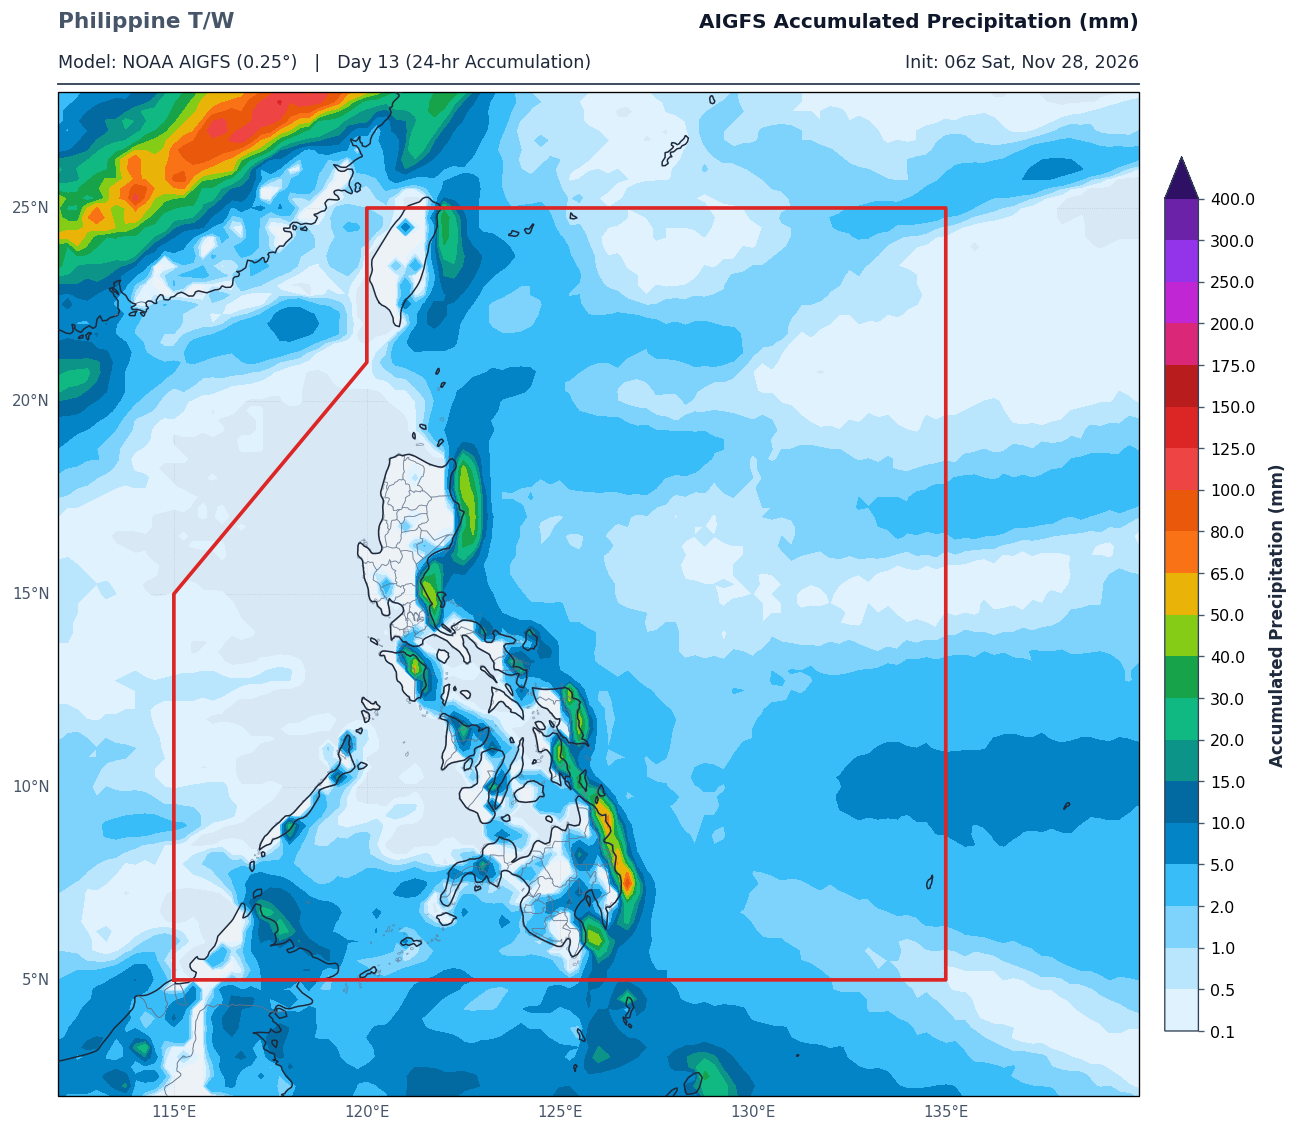 Philippine T/W
AIGFS Accumulated Precipitation (mm)
Model: NOAA AIGFS (0.25°) | Day 13 (24-hr Accumulation)
Init: 06z Sat, Nov 28, 2026
25°N
20°N
15°N
10°N
5°N
115°E
120°E
125°E
130°E
135°E
400.0
300.0
250.0
200.0
175.0
150.0
125.0
100.0
80.0
65.0
50.0
40.0
30.0
20.0
15.0
10.0
5.0
2.0
1.0
0.5
0.1
Accumulated Precipitation (mm)